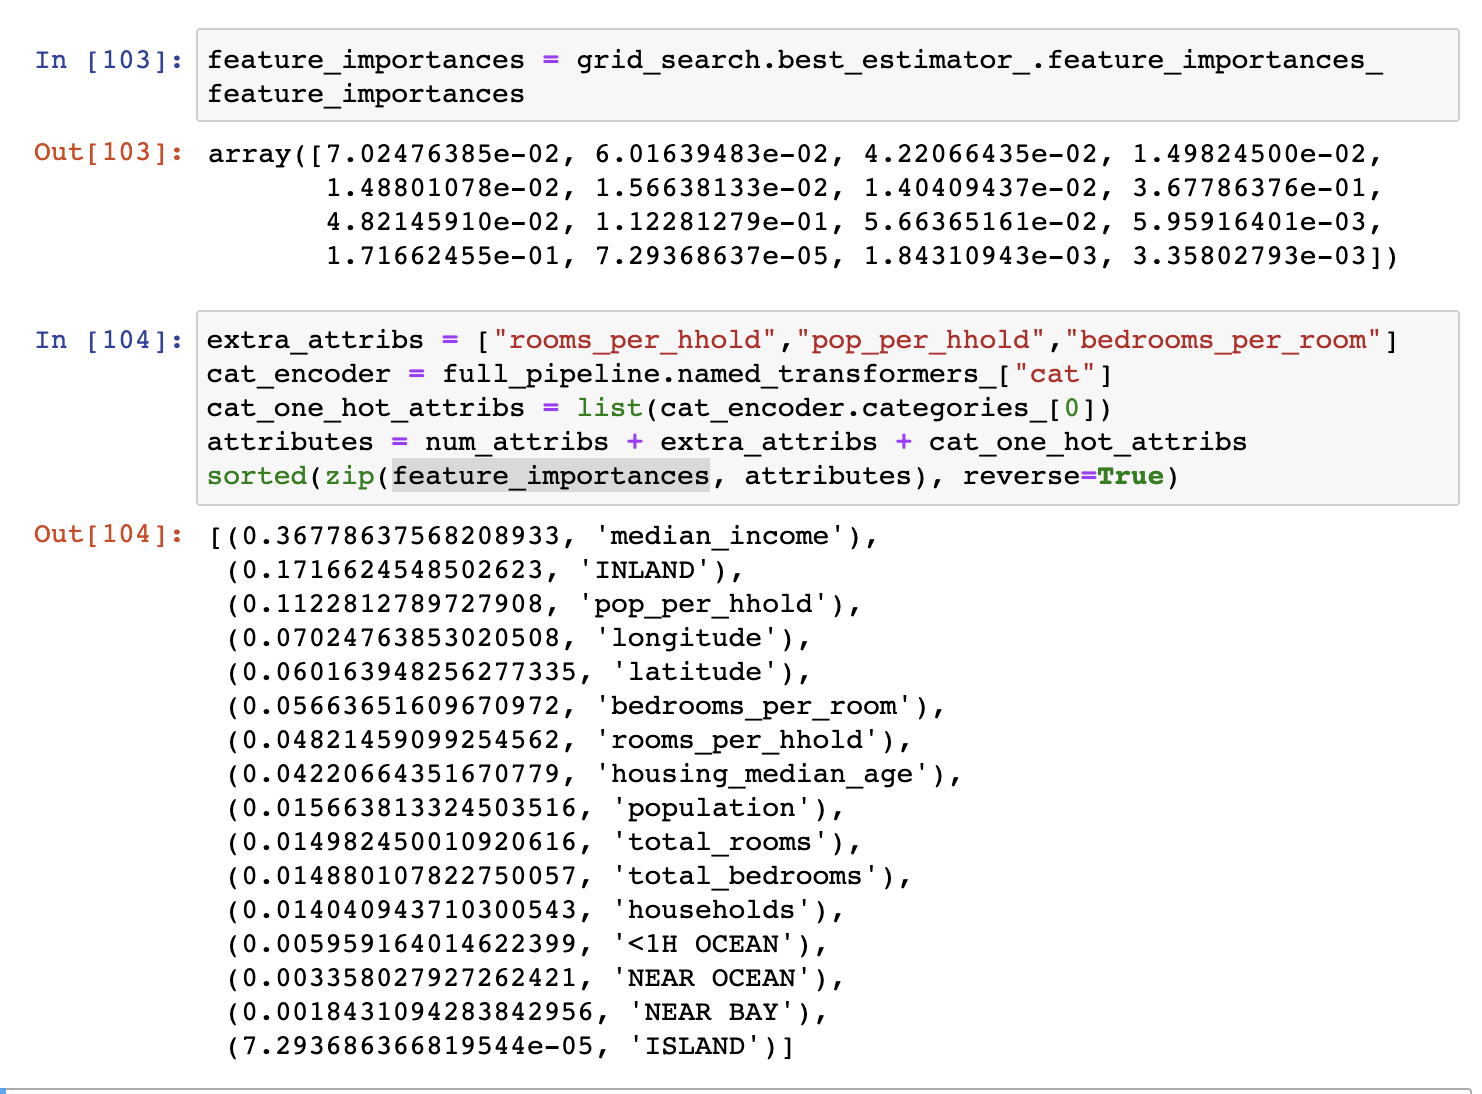 In [103]: feature_importances = grid_search.best_estimator_.feature_importances_
feature_importances
Out[103]: array([7.02476385e-02, 6.01639483e-02, 4.22066435e-02, 1.49824500e-02,
1.48801078e-02, 1.56638133e-02, 1.40409437e-02, 3.67786376e-01,
4.82145910e-02, 1.12281279e-01, 5.66365161e-02, 5.95916401e-03,
1.71662455e-01, 7.29368637e-05, 1.84310943e-03, 3.35802793e-03])
In [104]: extra_attribs = ["rooms_per_hhold","pop_per_hhold","bedrooms_per_room"]
cat_encoder = full_pipeline.named_transformers_["cat"]
cat_one_hot_attribs = list(cat_encoder.categories_[0])
attributes = num_attribs + extra_attribs + cat_one_hot_attribs
sorted(zip(feature_importances, attributes), reverse=True)
Out[104]: [(0.36778637568208933, 'median_income'),
(0.1716624548502623, 'INLAND'),
(0.1122812789727908, 'pop_per_hhold'),
(0.07024763853020508, 'longitude'),
(0.060163948256277335, 'latitude'),
(0.05663651609670972, 'bedrooms_per_room'),
(0.04821459099254562, 'rooms_per_hhold'),
(0.04220664351670779, 'housing_median_age'),
(0.015663813324503516, 'population'),
(0.014982450010920616, 'total_rooms'),
(0.014880107822750057, 'total_bedrooms'),
(0.014040943710300543, 'households'),
(0.005959164014622399, '<1H OCEAN'),
(0.003358027927262421, 'NEAR OCEAN'),
(0.0018431094283842956, 'NEAR BAY'),
(7.293686366819544e-05, 'ISLAND')]